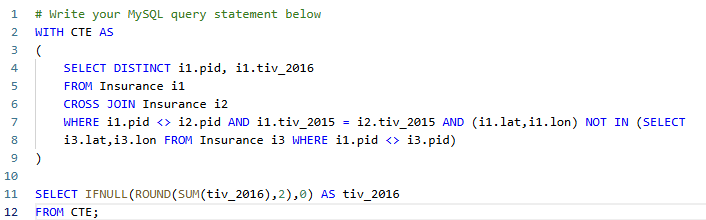 1 # Write your MySQL query statement below
2 WITH CTE AS
3 (
4 SELECT DISTINCT i1.pid, i1.tiv_2016
5 FROM Insurance i1
6 CROSS JOIN Insurance i2
7 WHERE i1.pid <> i2.pid AND i1.tiv_2015 = i2.tiv_2015 AND (i1.lat,i1.lon) NOT IN (SELECT
8 i3.lat,i3.lon FROM Insurance i3 WHERE i1.pid <> i3.pid)
9 )
10
11 SELECT IFNULL(ROUND(SUM(tiv_2016),2),0) AS tiv_2016
12 FROM CTE;